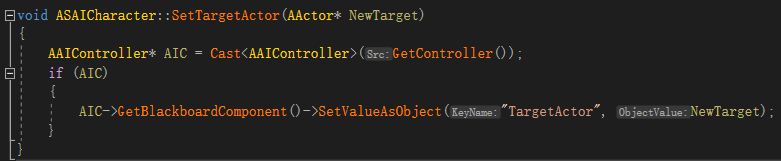 void ASAICharacter::SetTargetActor(AActor* NewTarget)
{
AAIController* AIC = Cast<AAIController>(Src:GetController());
if (AIC)
{
AIC->GetBlackboardComponent()->SetValueAsObject(KeyName:"TargetActor", ObjectValue:NewTarget);
}
}